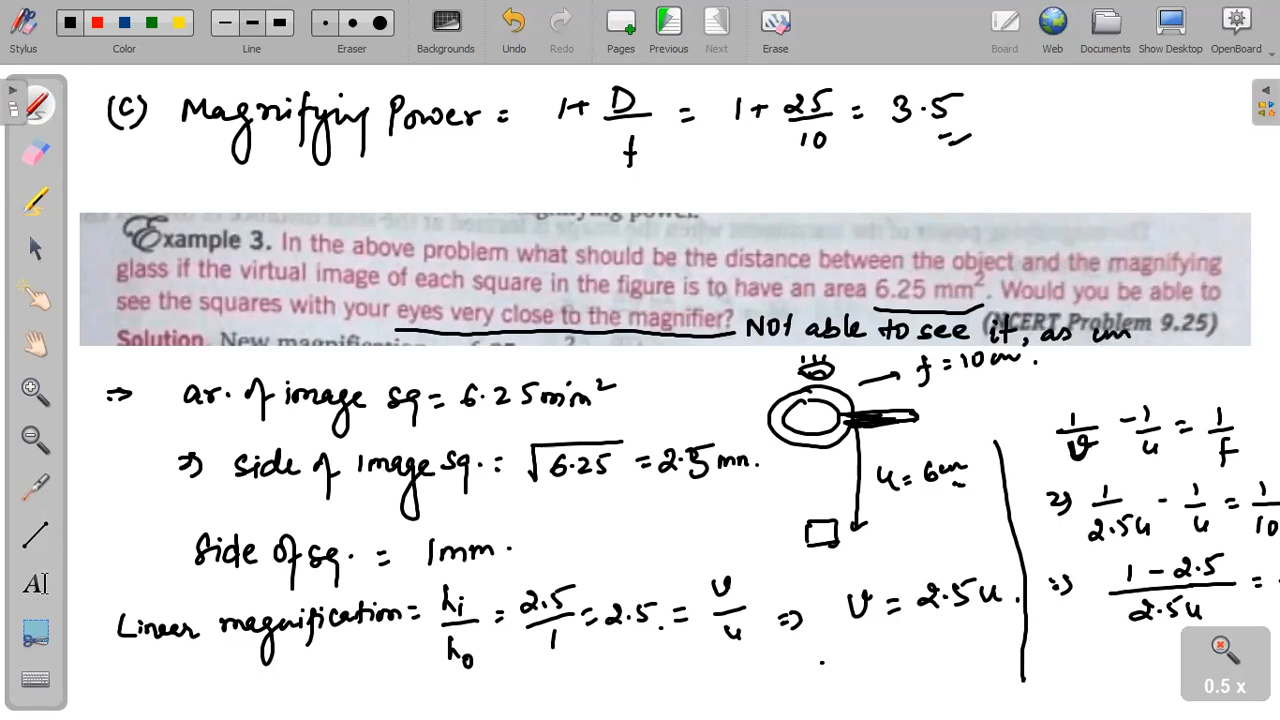 Stylus
Color
Line
Eraser
Backgrounds
Undo
Redo
Pages
Previous
Next
Erase
Board
Web
Documents
Show Desktop
OpenBoard
(C) Magnifying Power = 1+ D/f = 1 + 25/10 = 3.5
Example 3. In the above problem what should be the distance between the object and the magnifying
glass if the virtual image of each square in the figure is to have an area 6.25 mm². Would you be able to
see the squares with your eyes very close to the magnifier?
(NCERT Problem 9.25)
NOT able to see it, as um
Solution. New magnification
⇒ ar. of image sq = 6.25 mm²
f = 10 cm.
⇒ side of image sq. = √6.25 = 2.5 mm.
u = 6cm
Side of sq. = 1mm.
Linear magnification = hi/ho = 2.5/1 = 2.5. = v/u ⇒ v = 2.5u.
1/v - 1/u = 1/f
⇒ 1/2.5u - 1/u = 1/10
⇒ 1 - 2.5/2.5u =
0.5 x